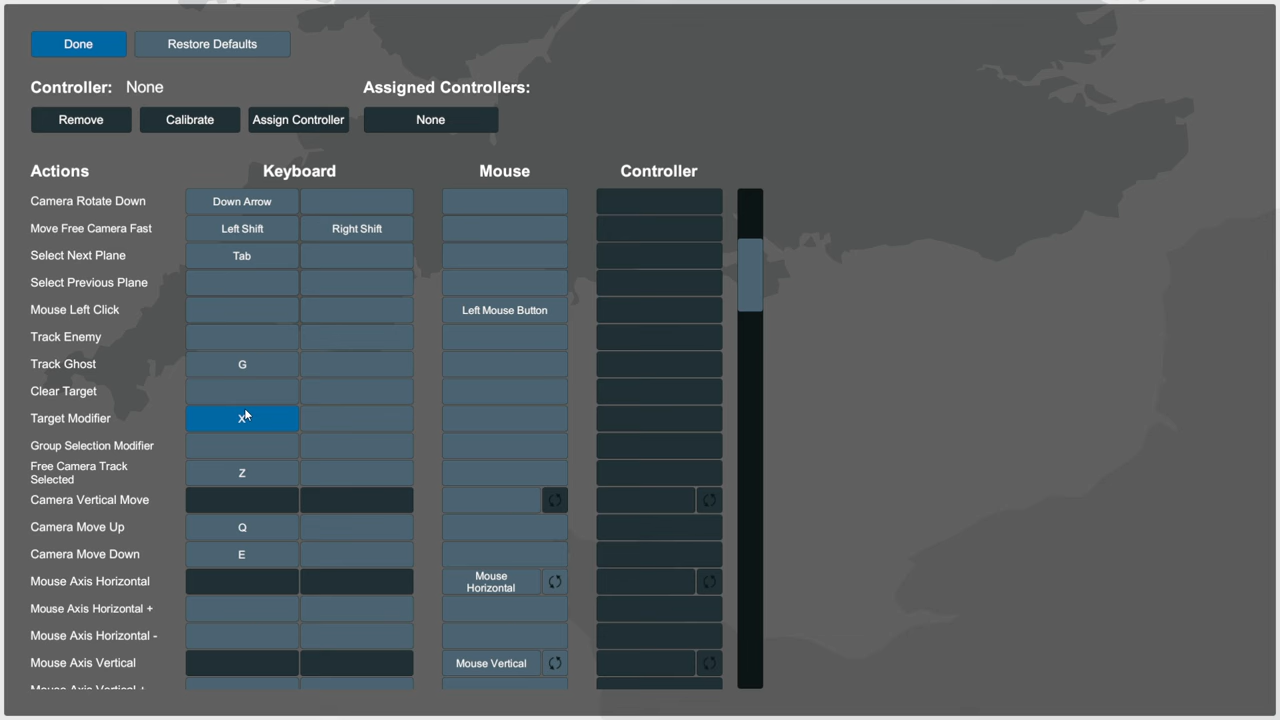 Done
Restore Defaults
Controller: None
Assigned Controllers:
Remove
Calibrate
Assign Controller
None
Actions
Keyboard
Mouse
Controller
Camera Rotate Down
Down Arrow
Move Free Camera Fast
Left Shift
Right Shift
Select Next Plane
Tab
Select Previous Plane
Mouse Left Click
Left Mouse Button
Track Enemy
Track Ghost
G
Clear Target
Target Modifier
X
Group Selection Modifier
Free Camera Track
Selected
Z
Camera Vertical Move
Camera Move Up
Q
Camera Move Down
E
Mouse Axis Horizontal
Mouse
Horizontal
Mouse Axis Horizontal +
Mouse Axis Horizontal -
Mouse Axis Vertical
Mouse Vertical
Mouse Axis Vertical +